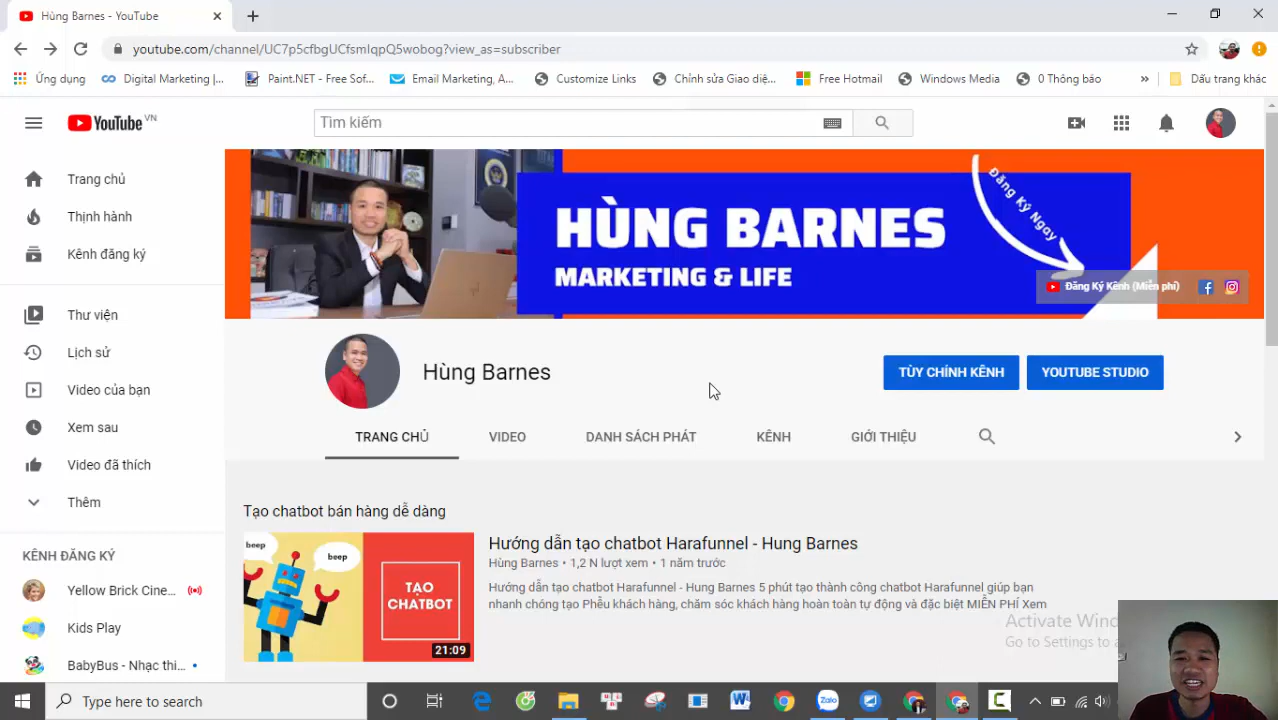 Hùng Barnes - YouTube
youtube.com/channel/UC7p5cfbgUCfsmIqpQ5wobog?view_as=subscriber
Ứng dụng
Digital Marketing |...
Paint.NET - Free Sof...
Email Marketing, A...
Customize Links
Chỉnh sửa Giao diệ...
Free Hotmail
Windows Media
0 Thông báo
»
Dấu trang khác
YouTube VN
Tìm kiếm
Trang chủ
Thịnh hành
Kênh đăng ký
Thư viện
Lịch sử
Video của bạn
Xem sau
Video đã thích
Thêm
KÊNH ĐĂNG KÝ
Yellow Brick Cine...
Kids Play
BabyBus - Nhạc thi...
HÙNG BARNES
MARKETING & LIFE
Đăng Ký Ngay
Đăng Ký Kênh (Miễn phí)
Hùng Barnes
TÙY CHỈNH KÊNH
YOUTUBE STUDIO
TRANG CHỦ
VIDEO
DANH SÁCH PHÁT
KÊNH
GIỚI THIỆU
Tạo chatbot bán hàng dễ dàng
beep
beep
TẠO
CHATBOT
21:09
Hướng dẫn tạo chatbot Harafunnel - Hung Barnes
Hùng Barnes • 1,2 N lượt xem • 1 năm trước
Hướng dẫn tạo chatbot Harafunnel - Hung Barnes 5 phút tạo thành công chatbot Harafunnel giúp bạn
nhanh chóng tạo Phễu khách hàng, chăm sóc khách hàng hoàn toàn tự động và đặc biệt MIỄN PHÍ Xem
Activate
Go to Settings to
Type here to search
Zalo